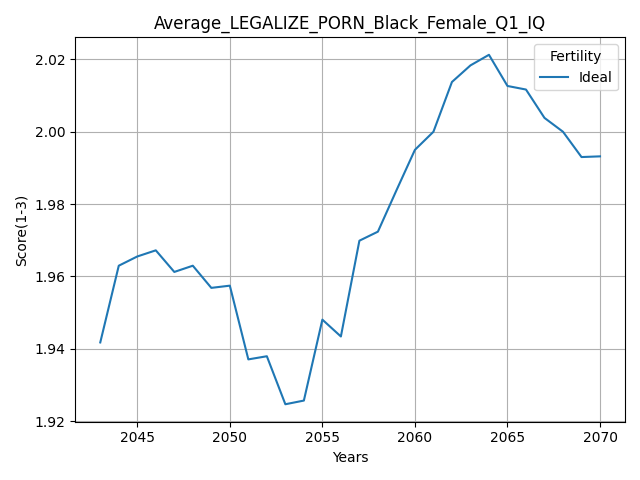 Average_LEGALIZE_PORN_Black_Female_Q1_IQ
Fertility
Ideal
Score(1-3)
2.02
2.00
1.98
1.96
1.94
1.92
2045 2050 2055 2060 2065 2070
Years